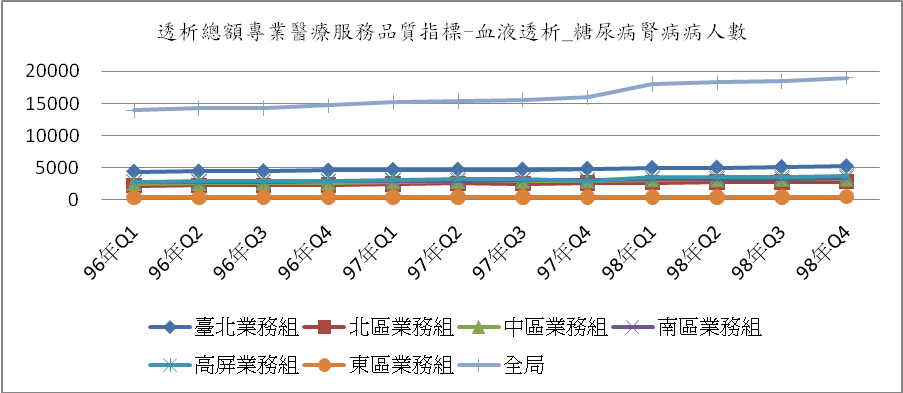 透析總額專業醫療服務品質指標-血液透析_糖尿病腎病病人數
20000
15000
10000
5000
0
96年Q1
96年Q2
96年Q3
96年Q4
97年Q1
97年Q2
97年Q3
97年Q4
98年Q1
98年Q2
98年Q3
98年Q4
臺北業務組 北區業務組 中區業務組 南區業務組
高屏業務組 東區業務組 全局